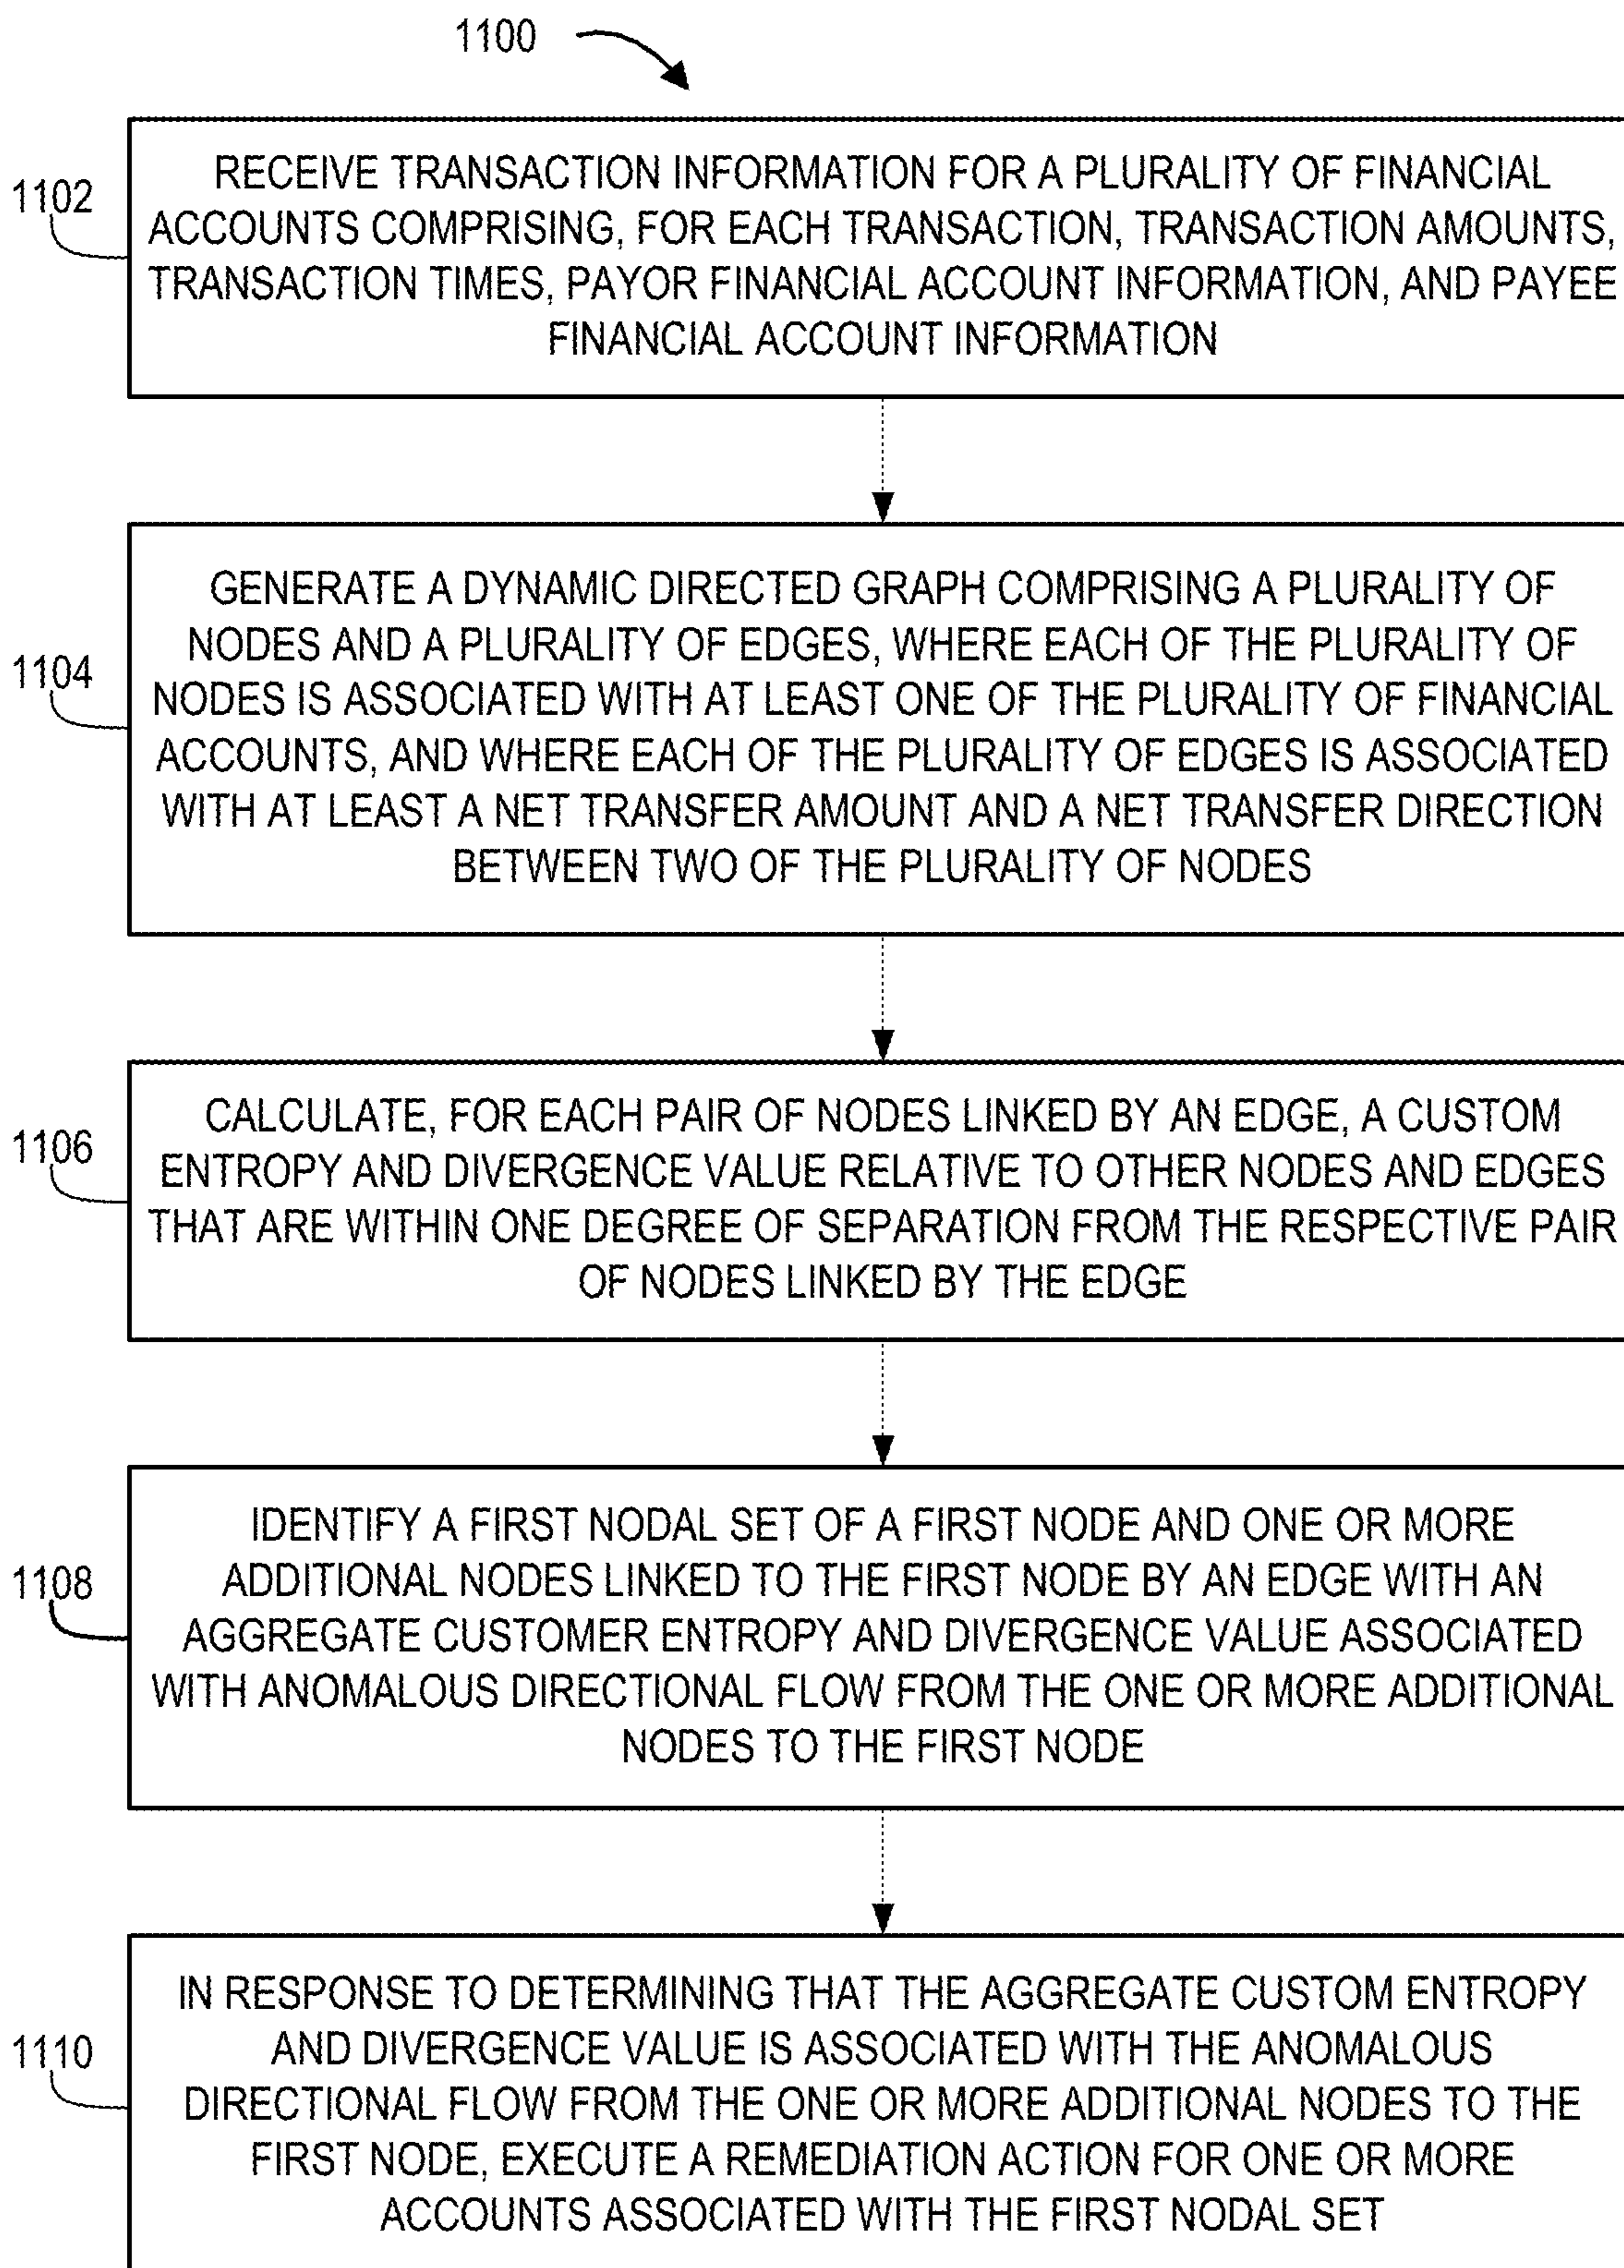 1100
1102
RECEIVE TRANSACTION INFORMATION FOR A PLURALITY OF FINANCIAL
ACCOUNTS COMPRISING, FOR EACH TRANSACTION, TRANSACTION AMOUNTS,
TRANSACTION TIMES, PAYOR FINANCIAL ACCOUNT INFORMATION, AND PAYEE
FINANCIAL ACCOUNT INFORMATION
1104
GENERATE A DYNAMIC DIRECTED GRAPH COMPRISING A PLURALITY OF
NODES AND A PLURALITY OF EDGES, WHERE EACH OF THE PLURALITY OF
NODES IS ASSOCIATED WITH AT LEAST ONE OF THE PLURALITY OF FINANCIAL
ACCOUNTS, AND WHERE EACH OF THE PLURALITY OF EDGES IS ASSOCIATED
WITH AT LEAST A NET TRANSFER AMOUNT AND A NET TRANSFER DIRECTION
BETWEEN TWO OF THE PLURALITY OF NODES
1106
CALCULATE, FOR EACH PAIR OF NODES LINKED BY AN EDGE, A CUSTOM
ENTROPY AND DIVERGENCE VALUE RELATIVE TO OTHER NODES AND EDGES
THAT ARE WITHIN ONE DEGREE OF SEPARATION FROM THE RESPECTIVE PAIR
OF NODES LINKED BY THE EDGE
1108
IDENTIFY A FIRST NODAL SET OF A FIRST NODE AND ONE OR MORE
ADDITIONAL NODES LINKED TO THE FIRST NODE BY AN EDGE WITH AN
AGGREGATE CUSTOMER ENTROPY AND DIVERGENCE VALUE ASSOCIATED
WITH ANOMALOUS DIRECTIONAL FLOW FROM THE ONE OR MORE ADDITIONAL
NODES TO THE FIRST NODE
1110
IN RESPONSE TO DETERMINING THAT THE AGGREGATE CUSTOM ENTROPY
AND DIVERGENCE VALUE IS ASSOCIATED WITH THE ANOMALOUS
DIRECTIONAL FLOW FROM THE ONE OR MORE ADDITIONAL NODES TO THE
FIRST NODE, EXECUTE A REMEDIATION ACTION FOR ONE OR MORE
ACCOUNTS ASSOCIATED WITH THE FIRST NODAL SET